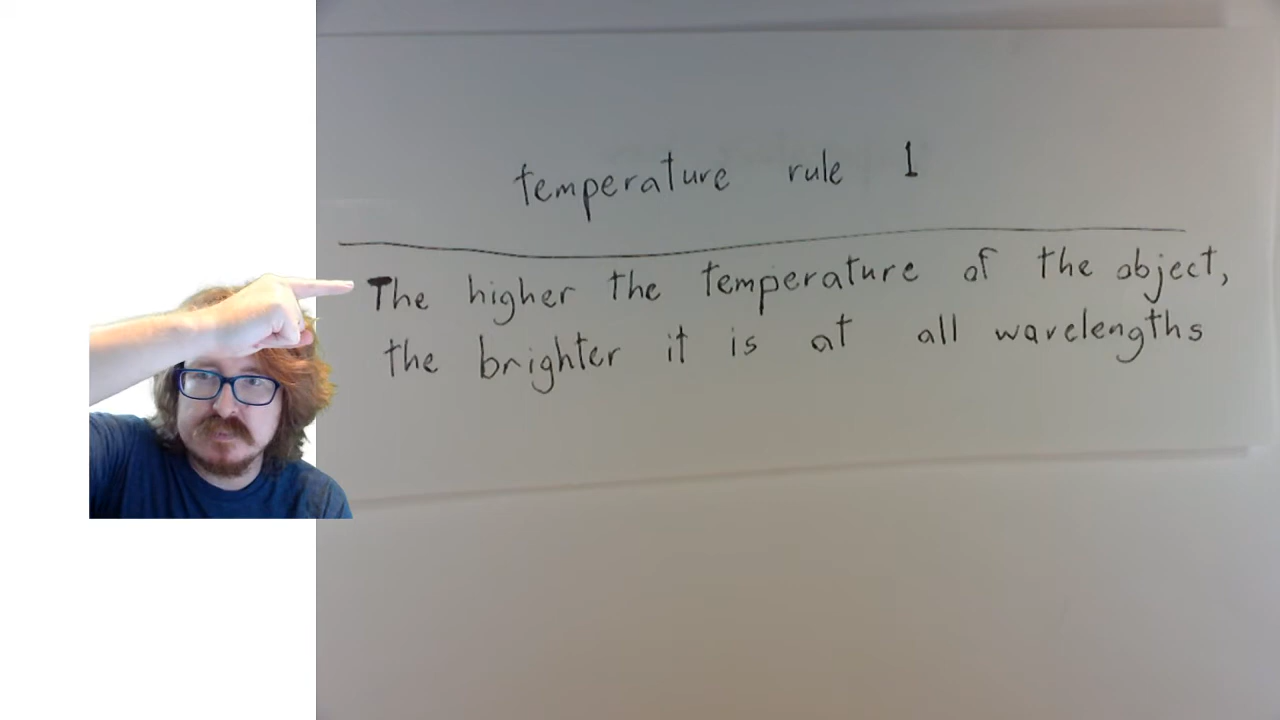 temperature rule 1
The higher the temperature of the object,
the brighter it is at all wavelengths